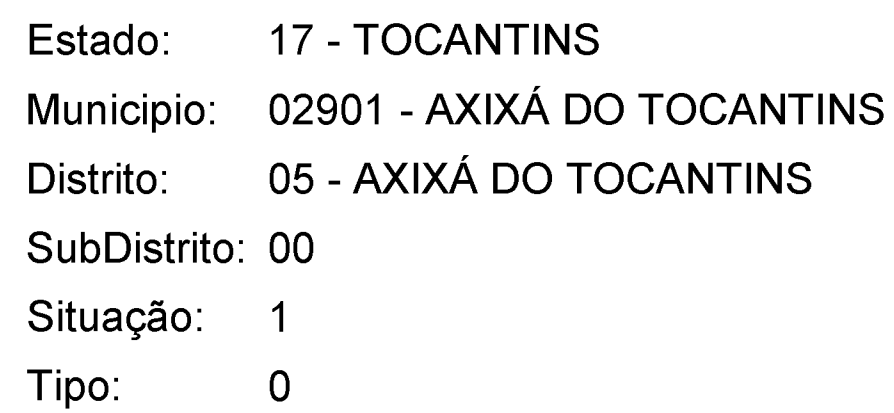 Estado: 17 - TOCANTINS
Municipio: 02901 - AXIXÁ DO TOCANTINS
Distrito: 05 - AXIXÁ DO TOCANTINS
SubDistrito: 00
Situação: 1
Tipo: 0